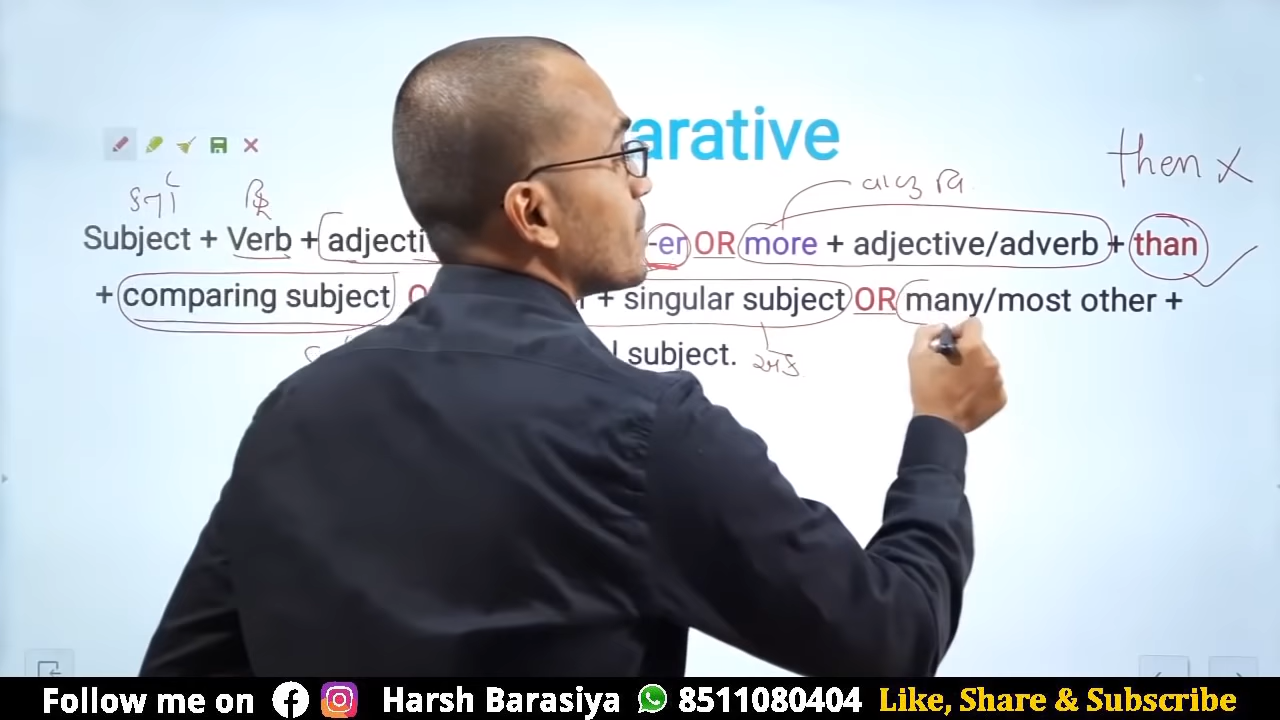 arative
then x
કર્તા ક્રિ
વાક્ય વિ.
Subject + Verb + adjecti -er OR more + adjective/adverb + than
+ comparing subject O r + singular subject OR many/most other +
l subject.
Follow me on Harsh Barasiya 8511080404 Like, Share & Subscribe